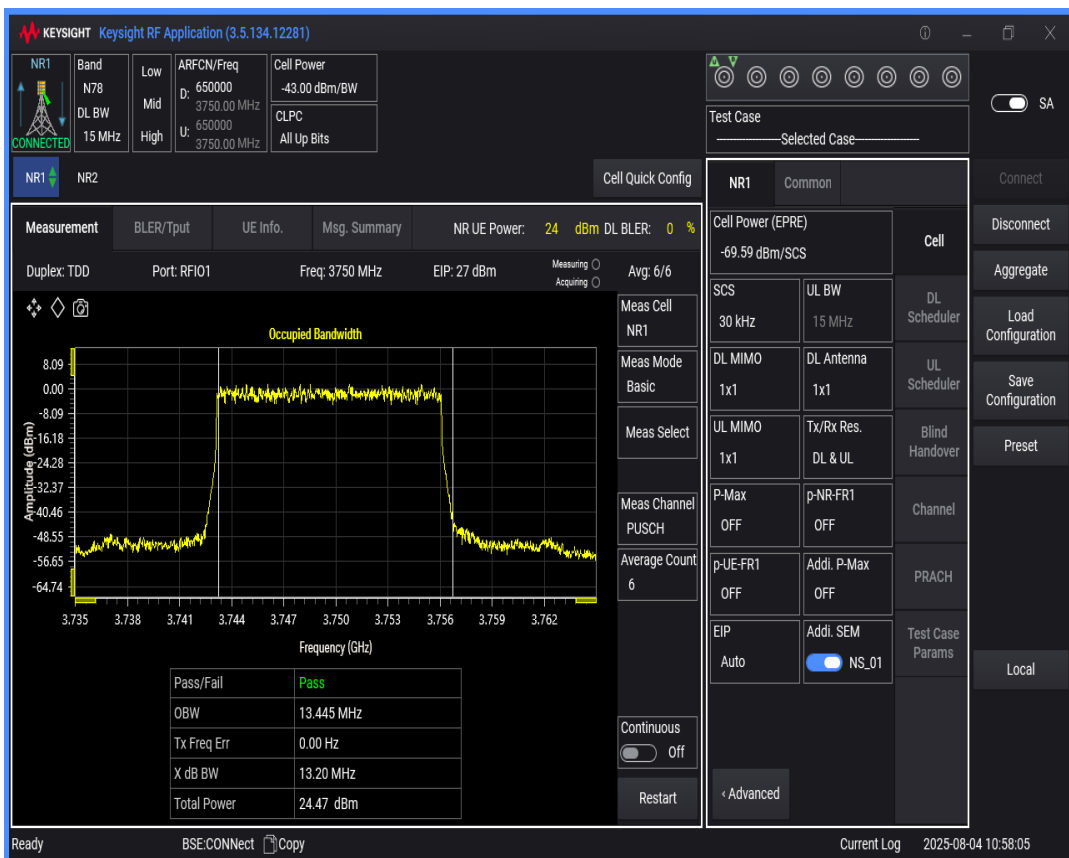 KEYSIGHT Keysight RF Application (3.5.134.12281)
NR1
CONNECTED
Band
N78
DL BW
15 MHz
Low
Mid
High
ARFCN/Freq
D: 650000
3750.00 MHz
U: 650000
3750.00 MHz
Cell Power
-43.00 dBm/BW
CLPC
All Up Bits
Test Case
Selected Case
SA
NR1 NR2
Cell Quick Config
Measurement BLER/Tput UE Info. Msg. Summary NR UE Power: 24 dBm DL BLER: 0 %
Duplex: TDD Port: RFIO1 Freq: 3750 MHz EIP: 27 dBm Measuring Acquiring Avg: 6/6
Occupied Bandwidth
Amplitude (dBm)
8.09
0.00
-8.09
-16.18
-24.28
-32.37
-40.46
-48.55
-56.65
-64.74
3.735 3.738 3.741 3.744 3.747 3.750 3.753 3.756 3.759 3.762
Frequency (GHz)
Pass/Fail Pass
OBW 13.445 MHz
Tx Freq Err 0.00 Hz
X dB BW 13.20 MHz
Total Power 24.47 dBm
Meas Cell
NR1
Meas Mode
Basic
Meas Select
Meas Channel
PUSCH
Average Count
6
Continuous
Off
Restart
NR1 Common
Cell Power (EPRE)
-69.59 dBm/SCS
SCS
30 kHz
UL BW
15 MHz
DL MIMO
1x1
DL Antenna
1x1
UL MIMO
1x1
Tx/Rx Res.
DL & UL
P-Max
OFF
p-NR-FR1
OFF
p-UE-FR1
OFF
Addi. P-Max
OFF
EIP
Auto
Addi. SEM
NS_01
‹ Advanced
Cell
DL
Scheduler
UL
Scheduler
Blind
Handover
Channel
PRACH
Test Case
Params
Connect
Disconnect
Aggregate
Load
Configuration
Save
Configuration
Preset
Local
Ready BSE:CONNect Copy Current Log 2025-08-04 10:58:05